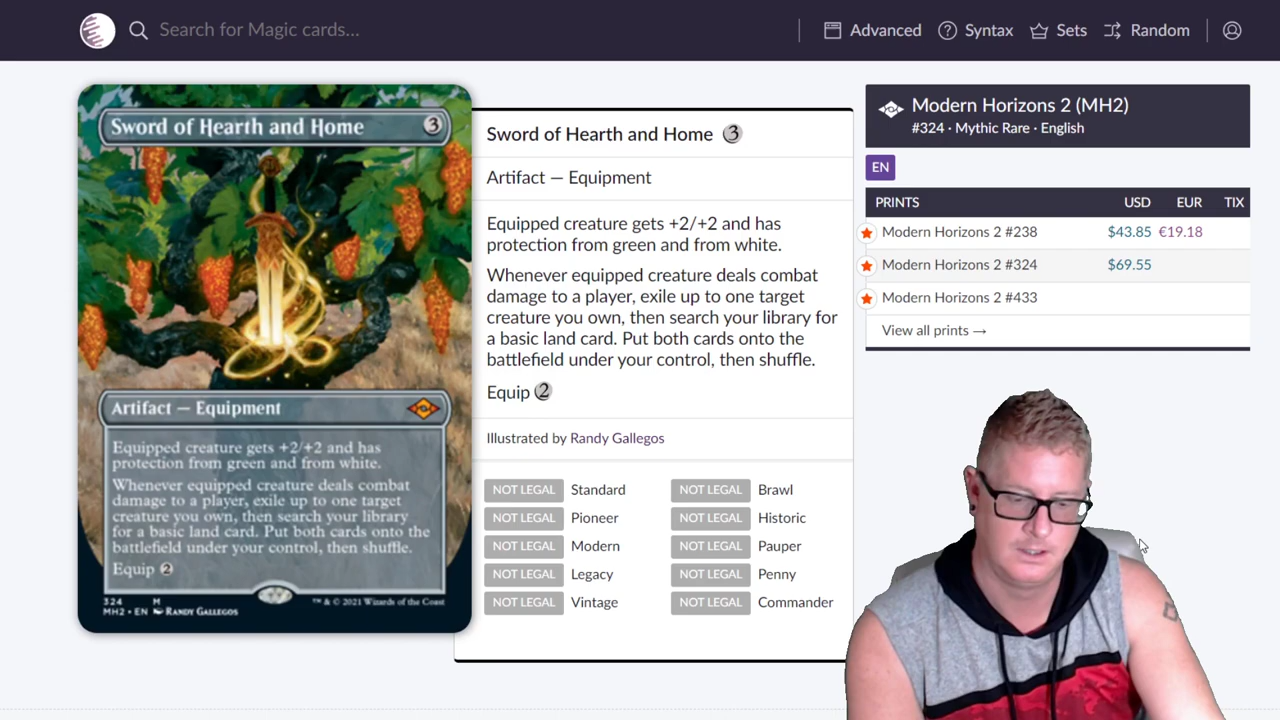 Search for Magic cards...
Advanced
Syntax
Sets
Random
Sword of Hearth and Home 3
Artifact — Equipment
Equipped creature gets +2/+2 and has
protection from green and from white.
Whenever equipped creature deals combat
damage to a player, exile up to one target
creature you own, then search your library
for a basic land card. Put both cards onto the
battlefield under your control, then shuffle.
Equip 2
324 M
MH2 • EN Randy Gallegos
™ & © 2021 Wizards of the Coast
Sword of Hearth and Home 3
Artifact — Equipment
Equipped creature gets +2/+2 and has
protection from green and from white.
Whenever equipped creature deals combat
damage to a player, exile up to one target
creature you own, then search your library for
a basic land card. Put both cards onto the
battlefield under your control, then shuffle.
Equip 2
Illustrated by Randy Gallegos
NOT LEGAL Standard NOT LEGAL Brawl
NOT LEGAL Pioneer NOT LEGAL Historic
NOT LEGAL Modern NOT LEGAL Pauper
NOT LEGAL Legacy NOT LEGAL Penny
NOT LEGAL Vintage NOT LEGAL Commander
Modern Horizons 2 (MH2)
#324 · Mythic Rare · English
EN
PRINTS USD EUR TIX
Modern Horizons 2 #238 $43.85 €19.18
Modern Horizons 2 #324 $69.55
Modern Horizons 2 #433
View all prints →